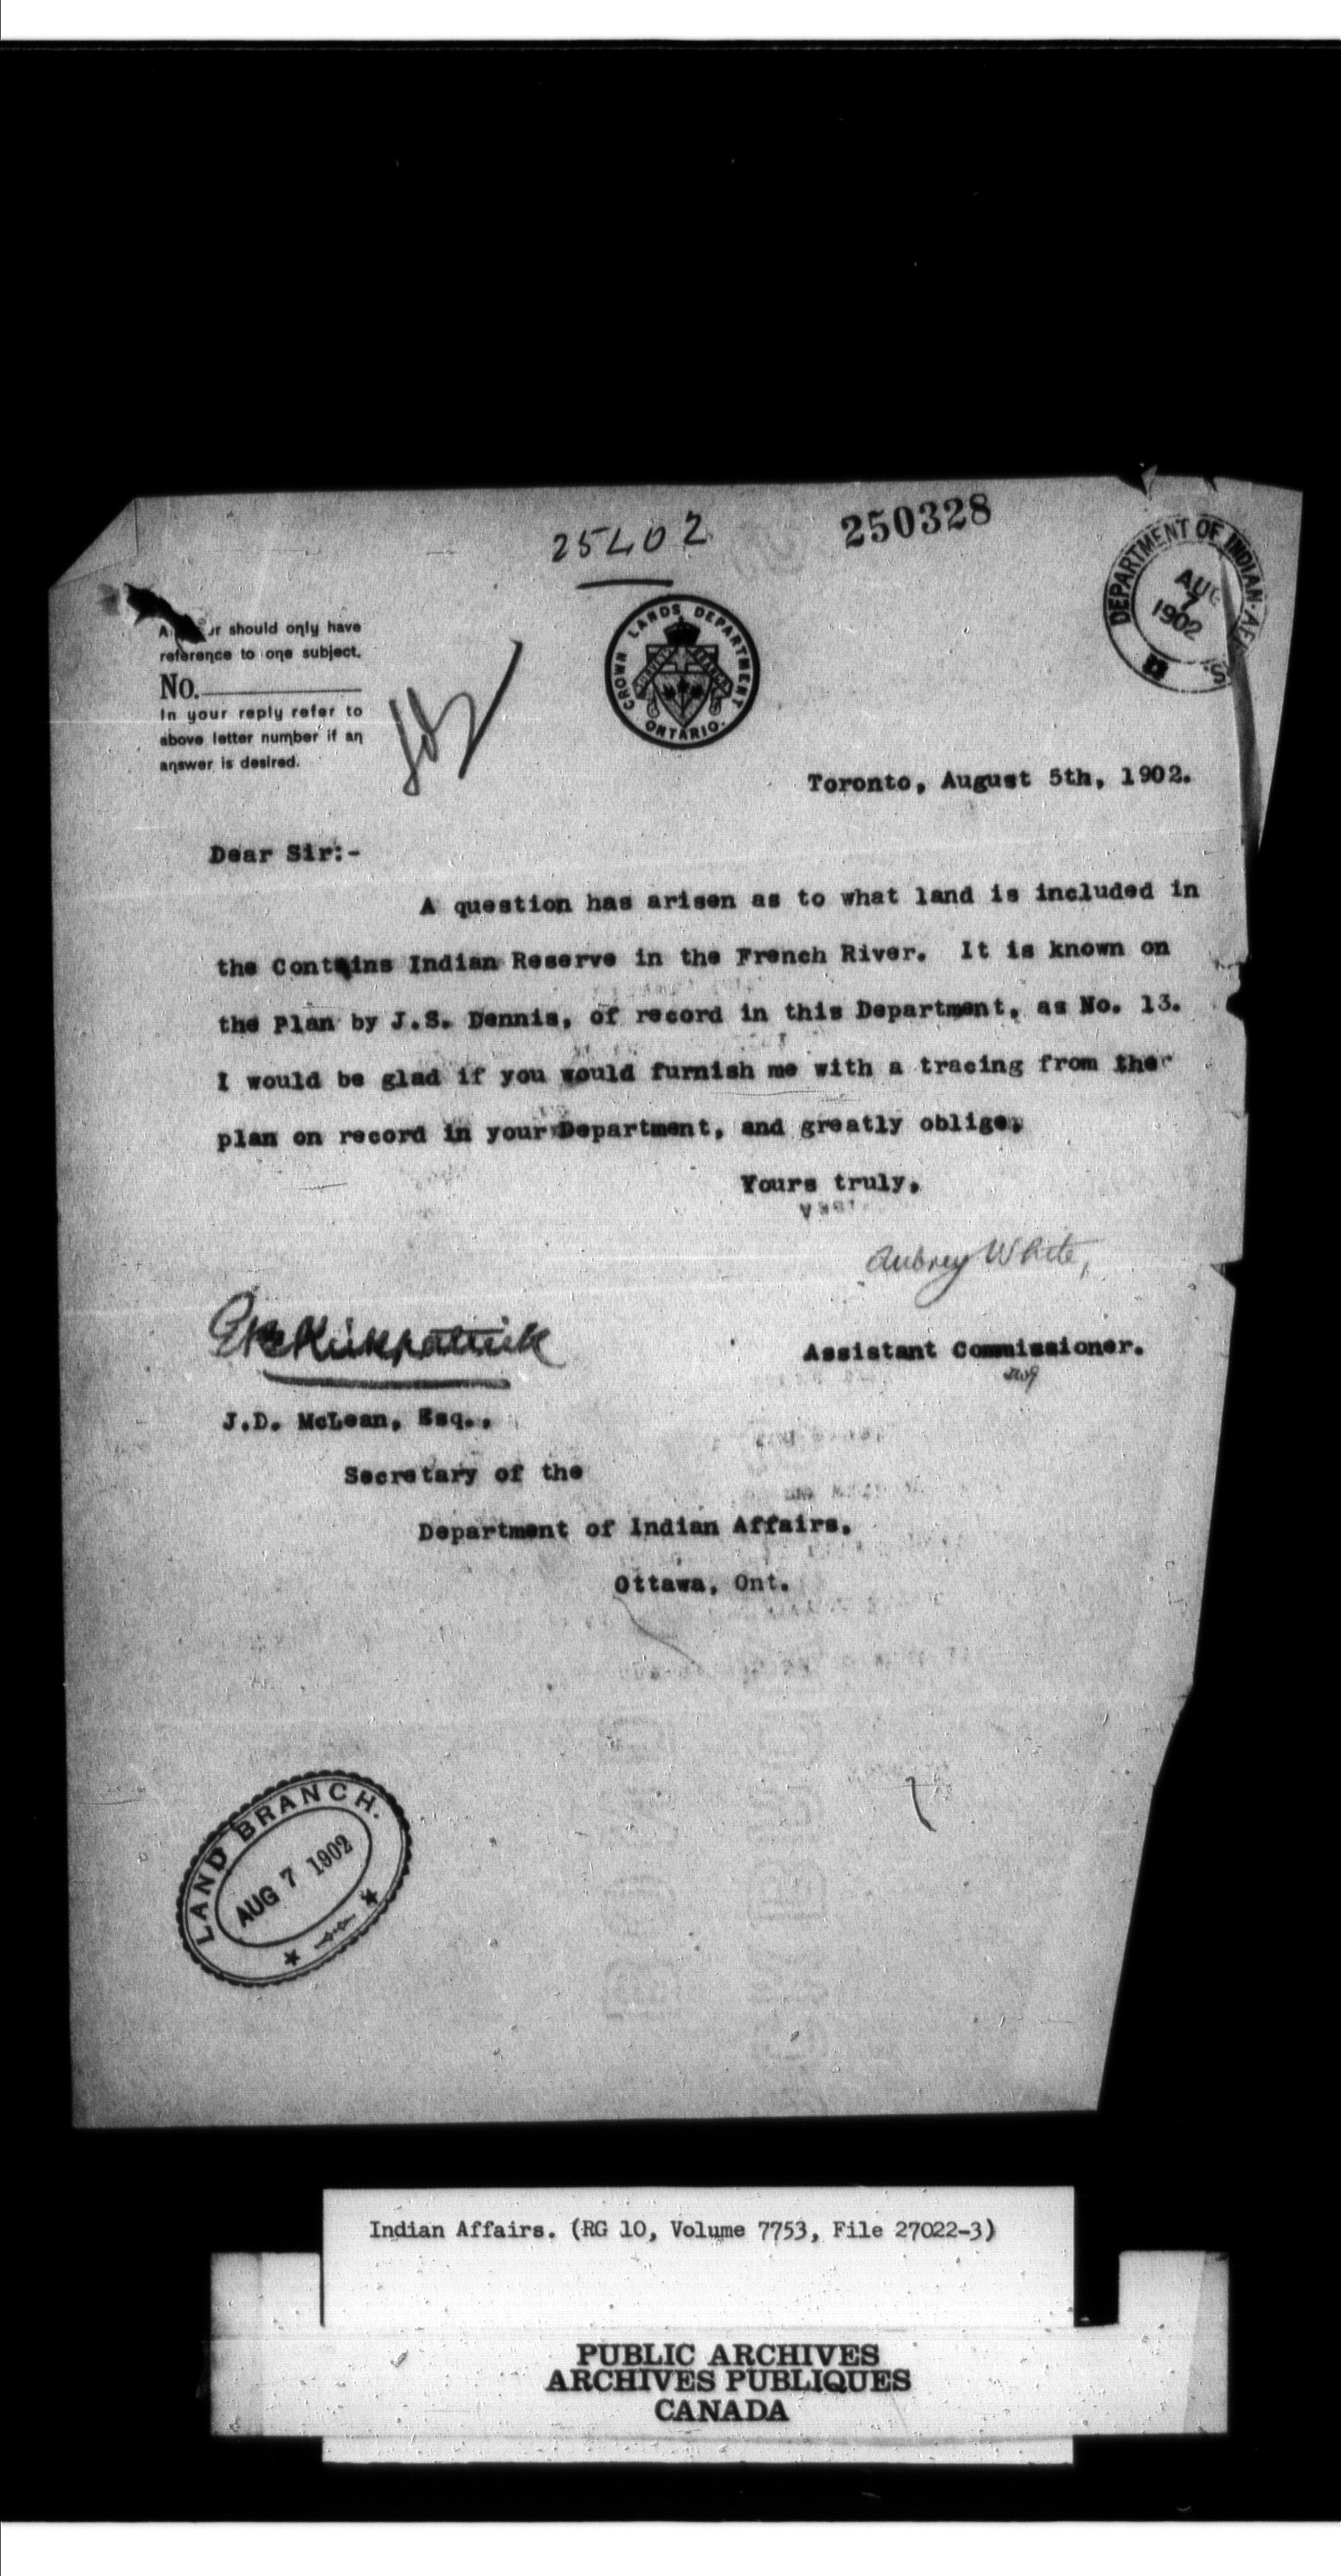 25402
250328
DEPARTMENT OF INDIAN AF S.
AUG
7
1902
should only have
reference to one subject.
No.
In your reply refer to
above letter number if an
answer is desired.
CROWN LANDS DEPARTMENT
ONTARIO.
Toronto, August 5th, 1902.
Dear Sir:-
A question has arisen as to what land is included in
the Contains Indian Reserve in the French River. It is known on
the Plan by J.S. Dennis, of record in this Department, as No. 13.
I would be glad if you would furnish me with a tracing from the
plan on record in your Department, and greatly oblige,
Yours truly,
Aubrey White,
Kirkpatrick
Assistant Commissioner.
J.D. McLean, Esq.,
Secretary of the
Department of Indian Affairs.
Ottawa, Ont.
LAND BRANCH.
AUG 7 1902
Indian Affairs. (RG 10, Volume 7753, File 27022-3)
PUBLIC ARCHIVES
ARCHIVES PUBLIQUES
CANADA